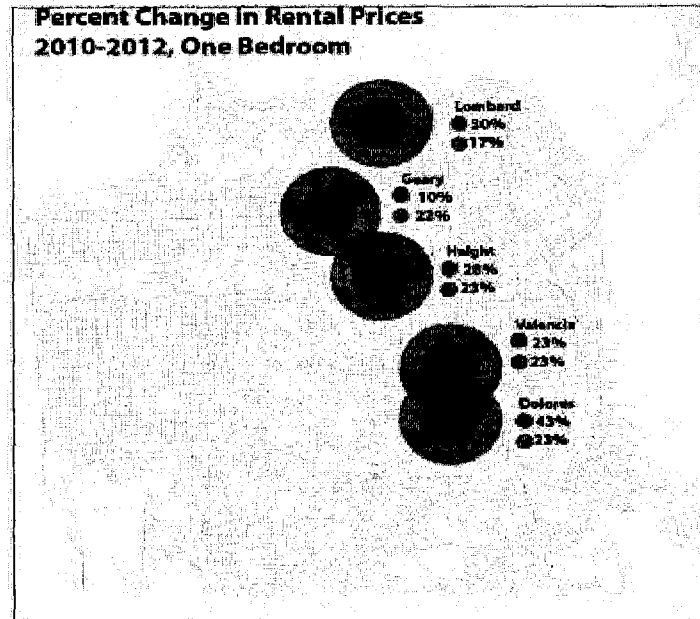 Percent Change in Rental Prices
2010-2012, One Bedroom
Lombard
30%
17%
Geary
10%
22%
Haight
28%
23%
Valencia
23%
23%
Dolores
43%
23%